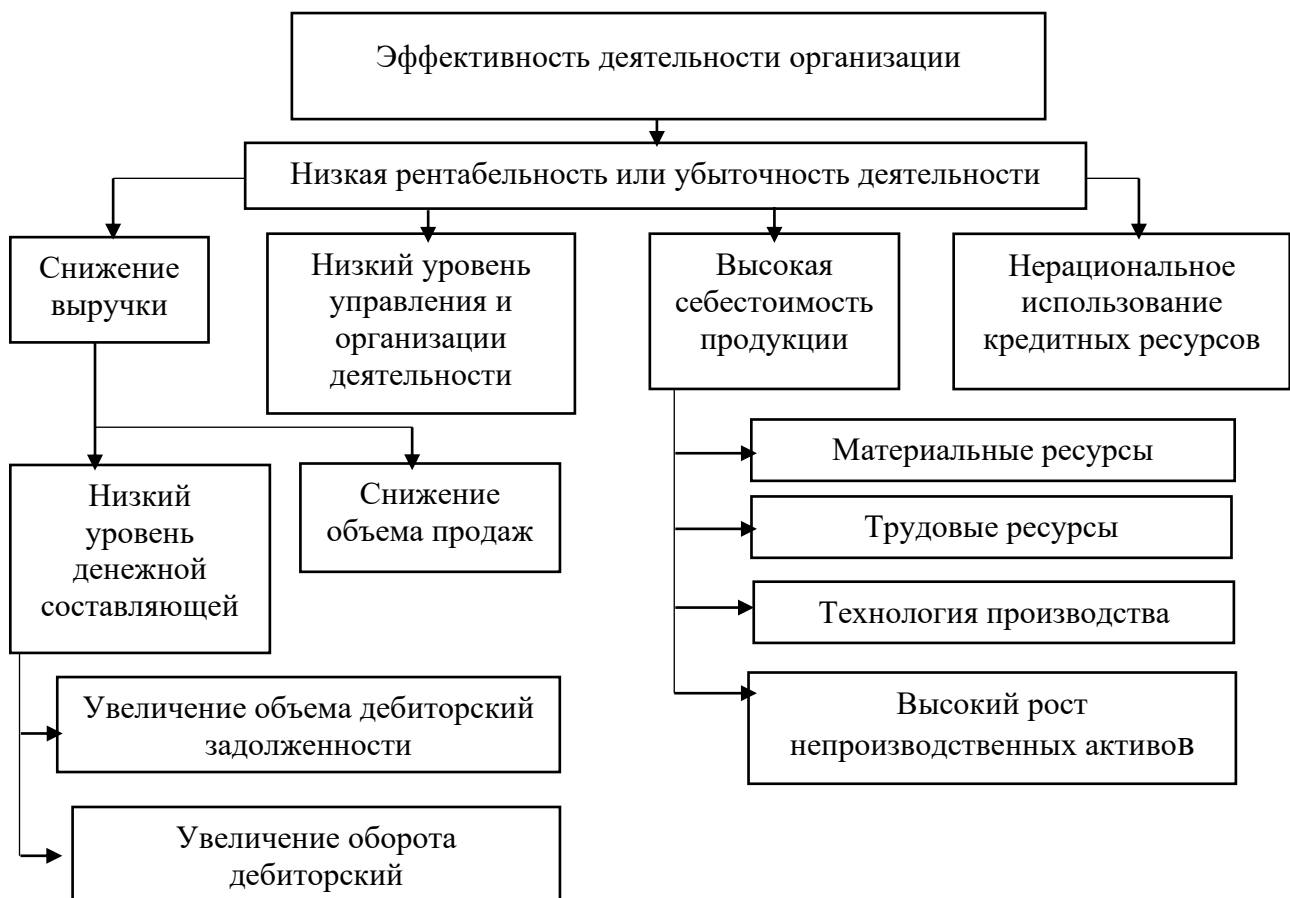 Эффективность деятельности организации
Низкая рентабельность или убыточность деятельности
Снижение
выручки
Низкий уровень
управления и
организации
деятельности
Высокая
себестоимость
продукции
Нерациональное
использование
кредитных ресурсов
Низкий
уровень
денежной
составляющей
Снижение
объема продаж
Материальные ресурсы
Трудовые ресурсы
Технология производства
Высокий рост
непроизводственных активов
Увеличение объема дебиторский
задолженности
Увеличение оборота
дебиторский